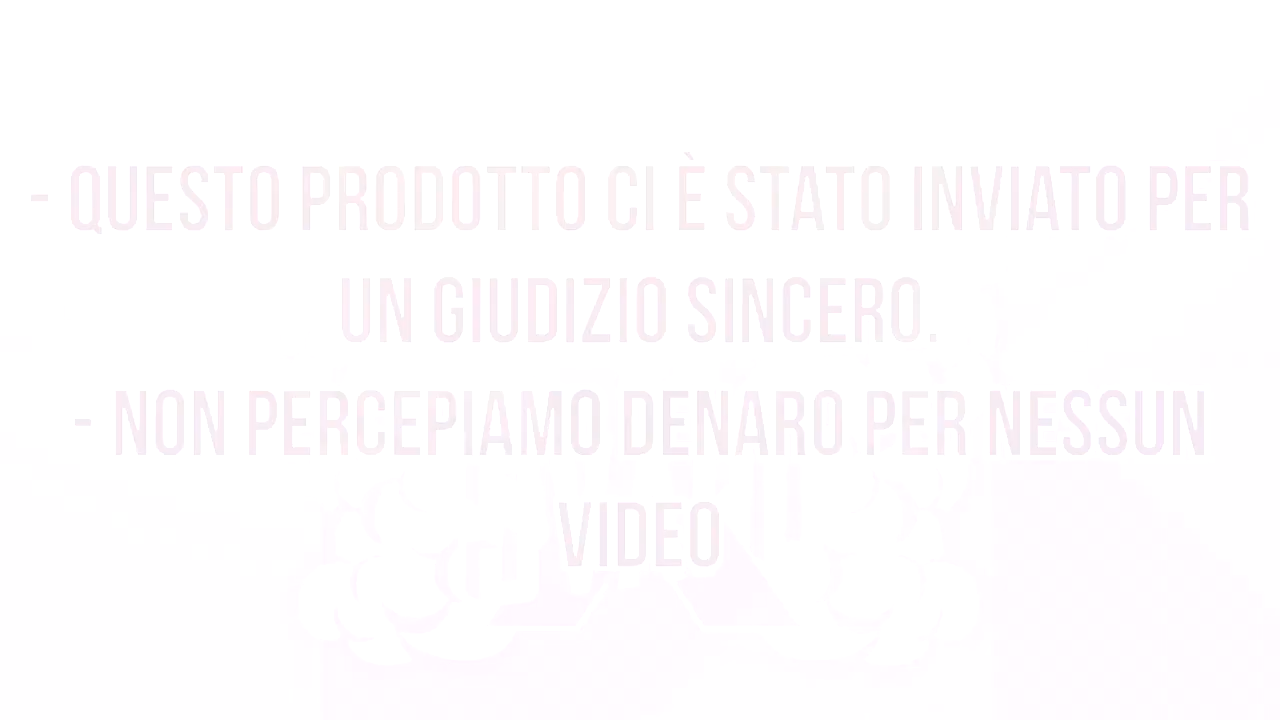 - QUESTO PRODOTTO CI È STATO INVIATO PER
UN GIUDIZIO SINCERO.
- NON PERCEPIAMO DENARO PER NESSUN
VIDEO